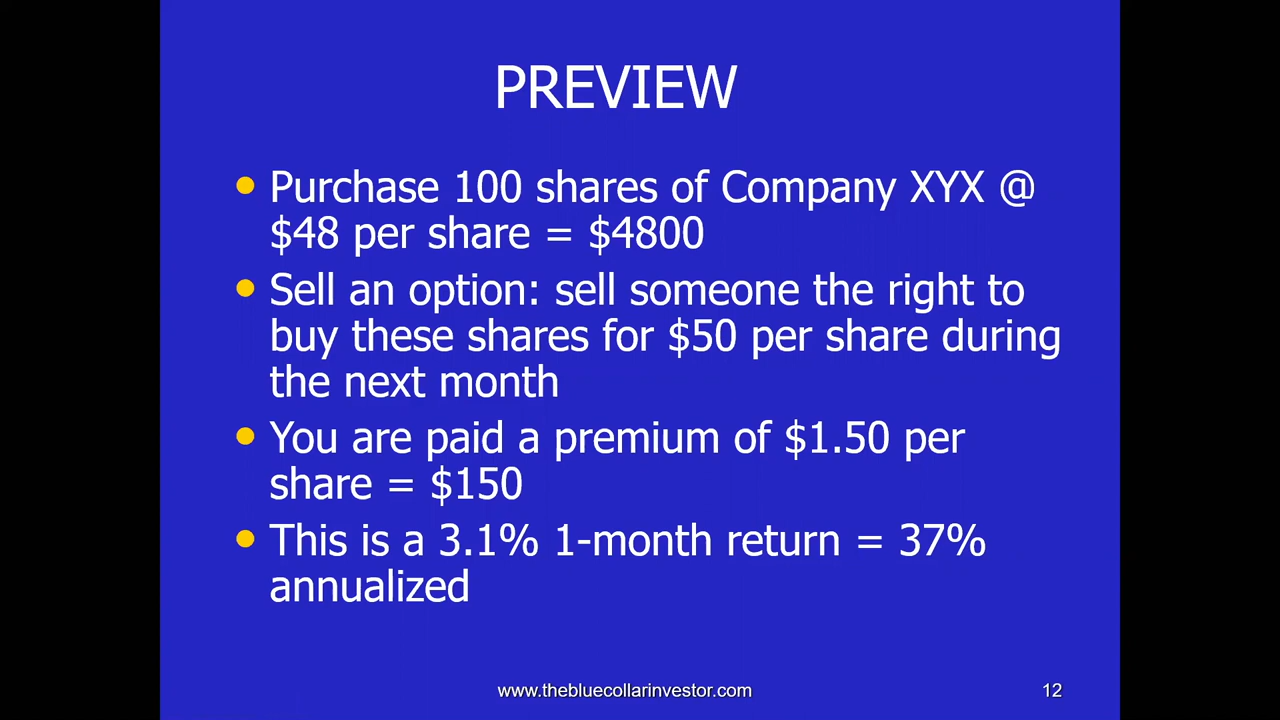 PREVIEW
• Purchase 100 shares of Company XYX @
$48 per share = $4800
• Sell an option: sell someone the right to
buy these shares for $50 per share during
the next month
• You are paid a premium of $1.50 per
share = $150
• This is a 3.1% 1-month return = 37%
annualized
www.thebluecollarinvestor.com
12